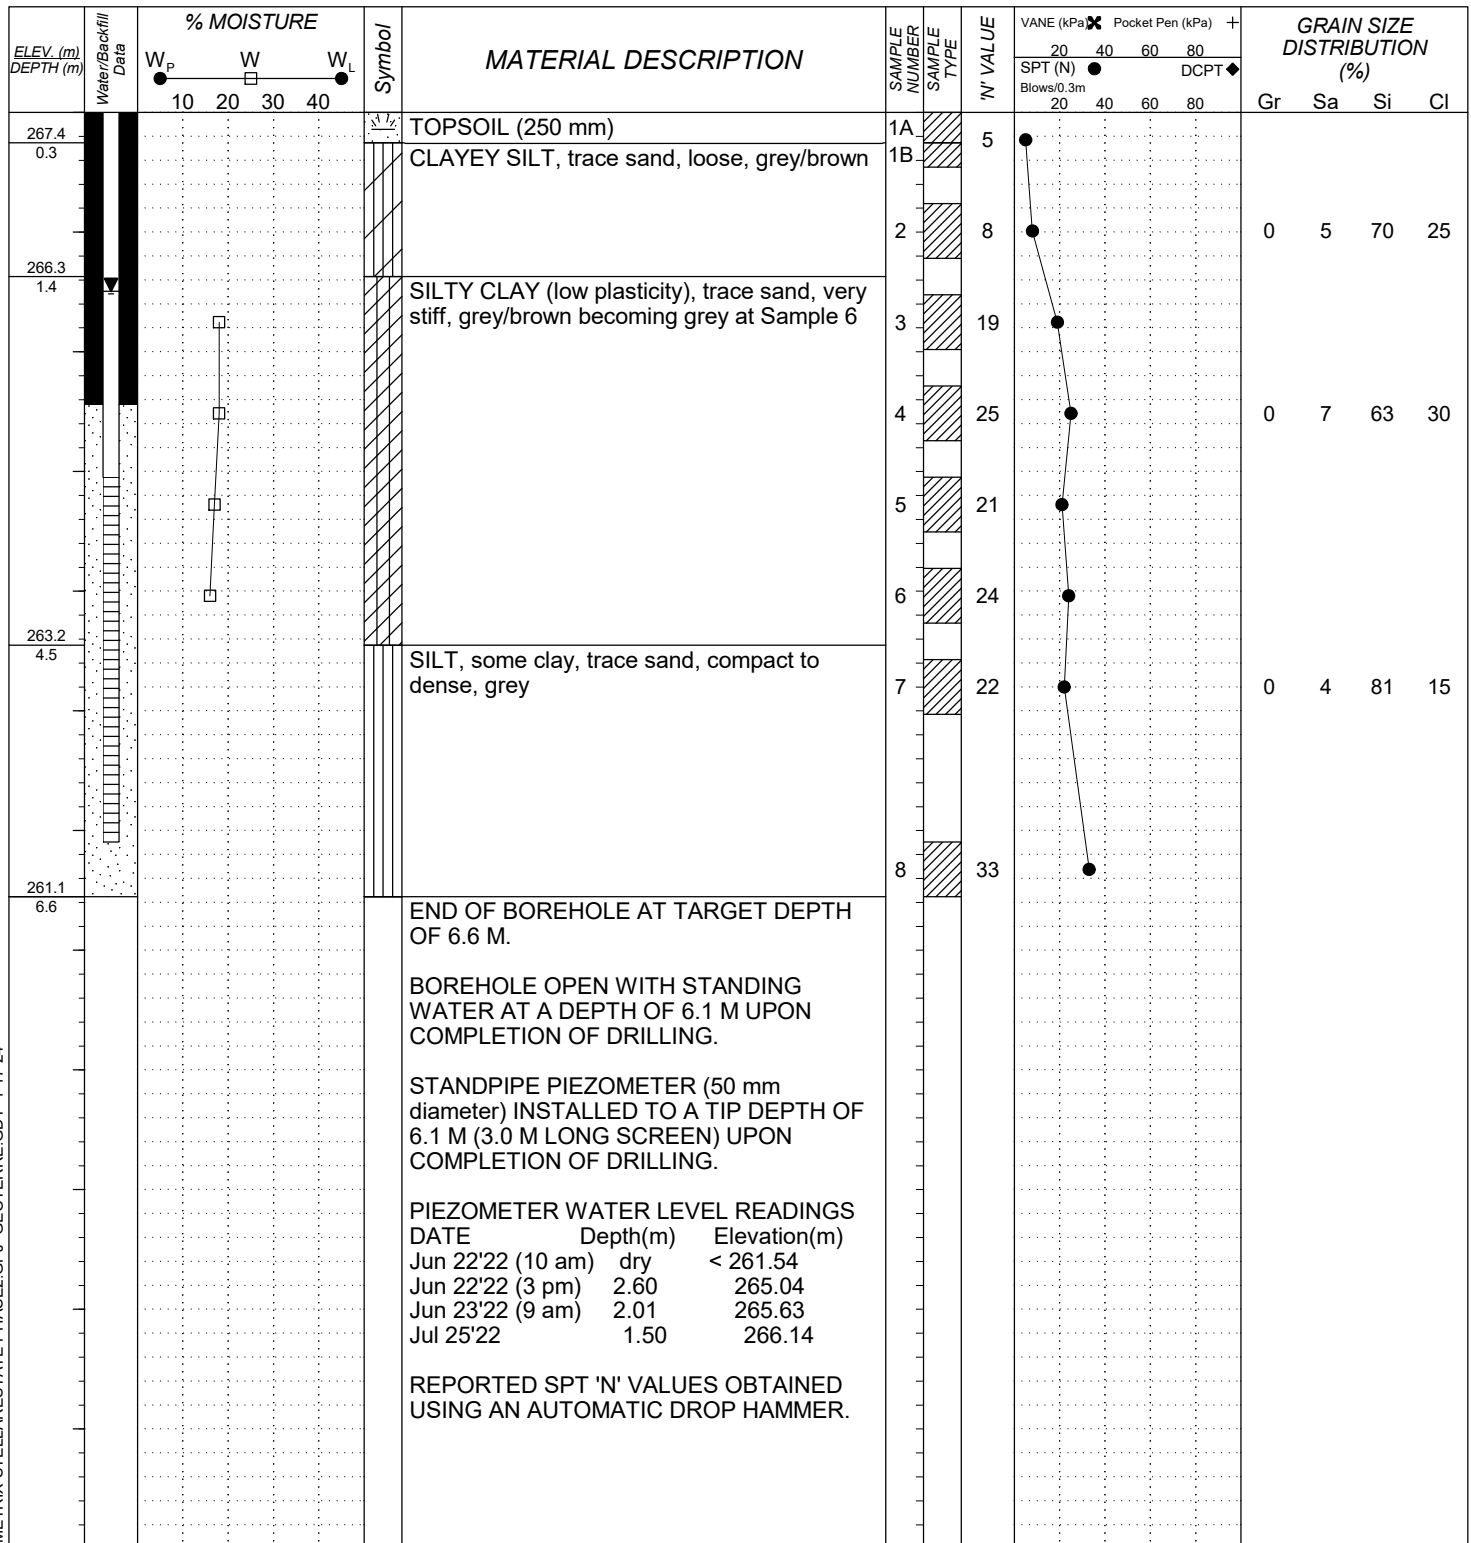 ELEV. (m)
DEPTH (m)
Water/Backfill
Data
% MOISTURE
WP W WL
10 20 30 40
Symbol
MATERIAL DESCRIPTION
SAMPLE
NUMBER
SAMPLE
TYPE
'N' VALUE
VANE (kPa) Pocket Pen (kPa) +
20 40 60 80
SPT (N) ● DCPT ◆
Blows/0.3m
20 40 60 80
GRAIN SIZE
DISTRIBUTION
(%)
Gr Sa Si Cl
267.4
0.3
TOPSOIL (250 mm)
1A
5
CLAYEY SILT, trace sand, loose, grey/brown
1B
2 8 0 5 70 25
266.3
1.4
SILTY CLAY (low plasticity), trace sand, very
stiff, grey/brown becoming grey at Sample 6
3 19
4 25 0 7 63 30
5 21
6 24
263.2
4.5
SILT, some clay, trace sand, compact to
dense, grey
7 22 0 4 81 15
8 33
261.1
6.6
END OF BOREHOLE AT TARGET DEPTH
OF 6.6 M.
BOREHOLE OPEN WITH STANDING
WATER AT A DEPTH OF 6.1 M UPON
COMPLETION OF DRILLING.
STANDPIPE PIEZOMETER (50 mm
diameter) INSTALLED TO A TIP DEPTH OF
6.1 M (3.0 M LONG SCREEN) UPON
COMPLETION OF DRILLING.
PIEZOMETER WATER LEVEL READINGS
DATE Depth(m) Elevation(m)
Jun 22'22 (10 am) dry < 261.54
Jun 22'22 (3 pm) 2.60 265.04
Jun 23'22 (9 am) 2.01 265.63
Jul 25'22 1.50 266.14
REPORTED SPT 'N' VALUES OBTAINED
USING AN AUTOMATIC DROP HAMMER.